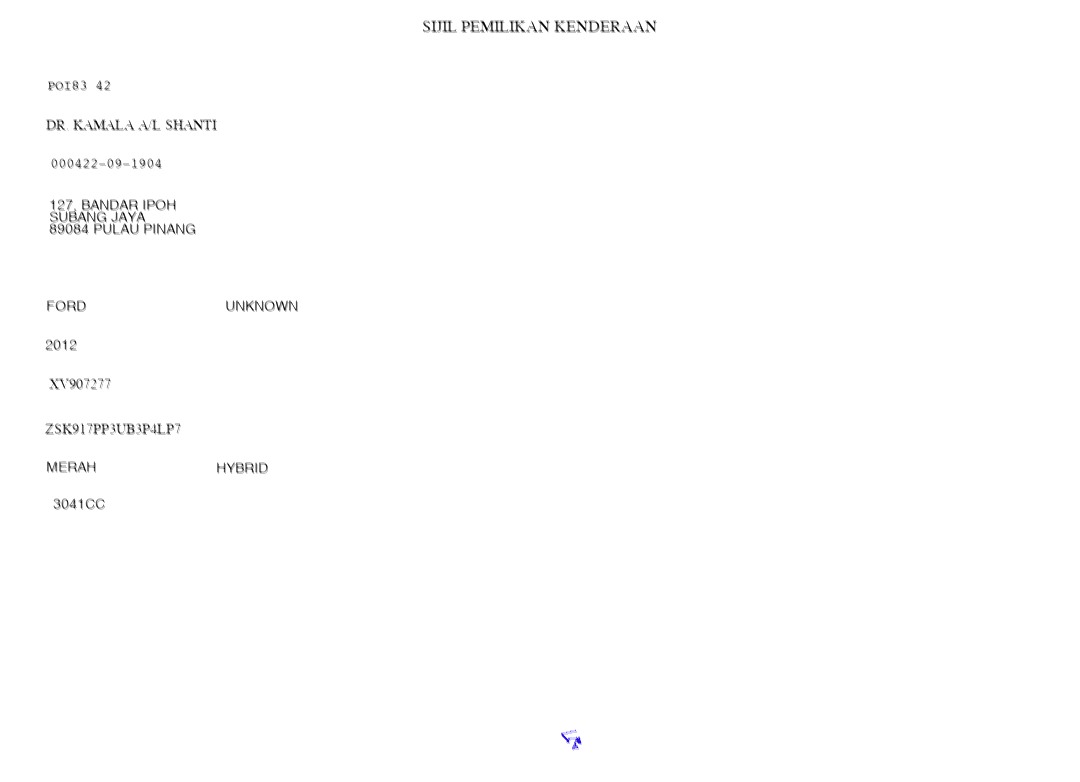 SIJIL PEMILIKAN KENDERAAN
POI83 42
DR. KAMALA A/L SHANTI
000422-09-1904
127, BANDAR IPOH
SUBANG JAYA
89084 PULAU PINANG
FORD UNKNOWN
2012
XV907277
ZSK917PP3UB3P4LP7
MERAH HYBRID
3041CC